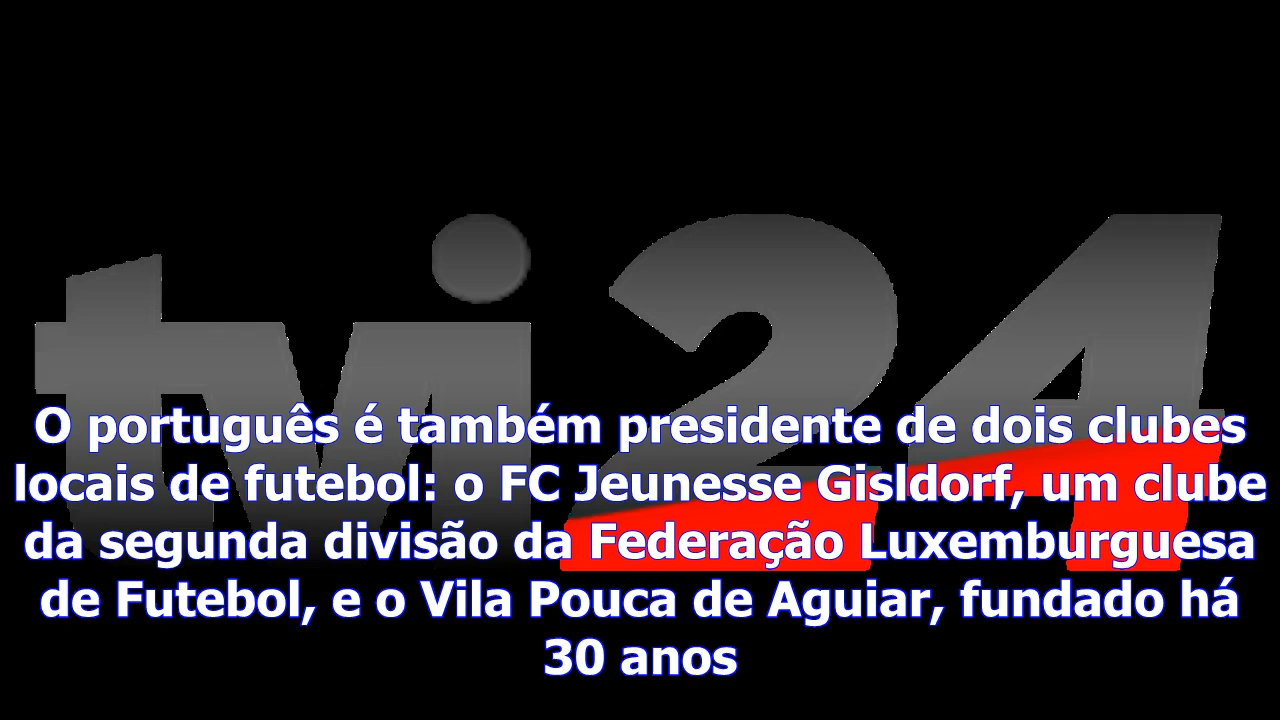 tvi24
O português é também presidente de dois clubes
locais de futebol: o FC Jeunesse Gisldorf, um clube
da segunda divisão da Federação Luxemburguesa
de Futebol, e o Vila Pouca de Aguiar, fundado há
30 anos